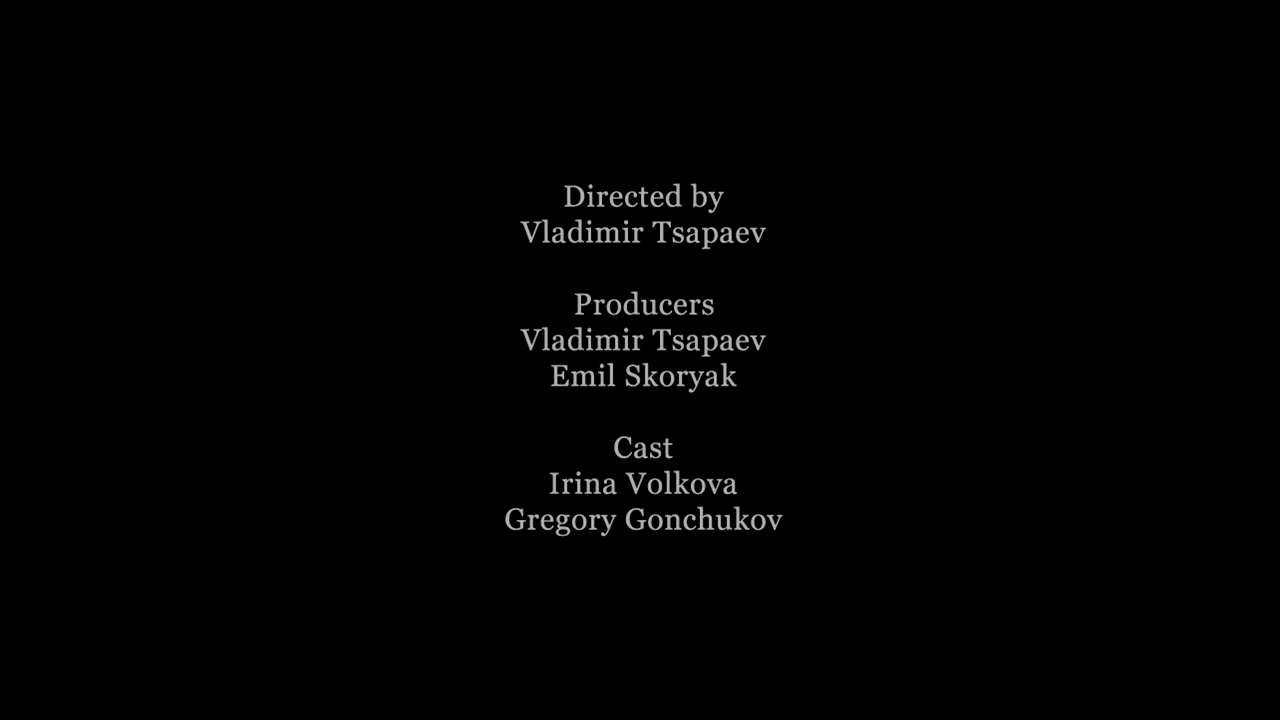 Directed by
Vladimir Tsapaev
Producers
Vladimir Tsapaev
Emil Skoryak
Cast
Irina Volkova
Gregory Gonchukov